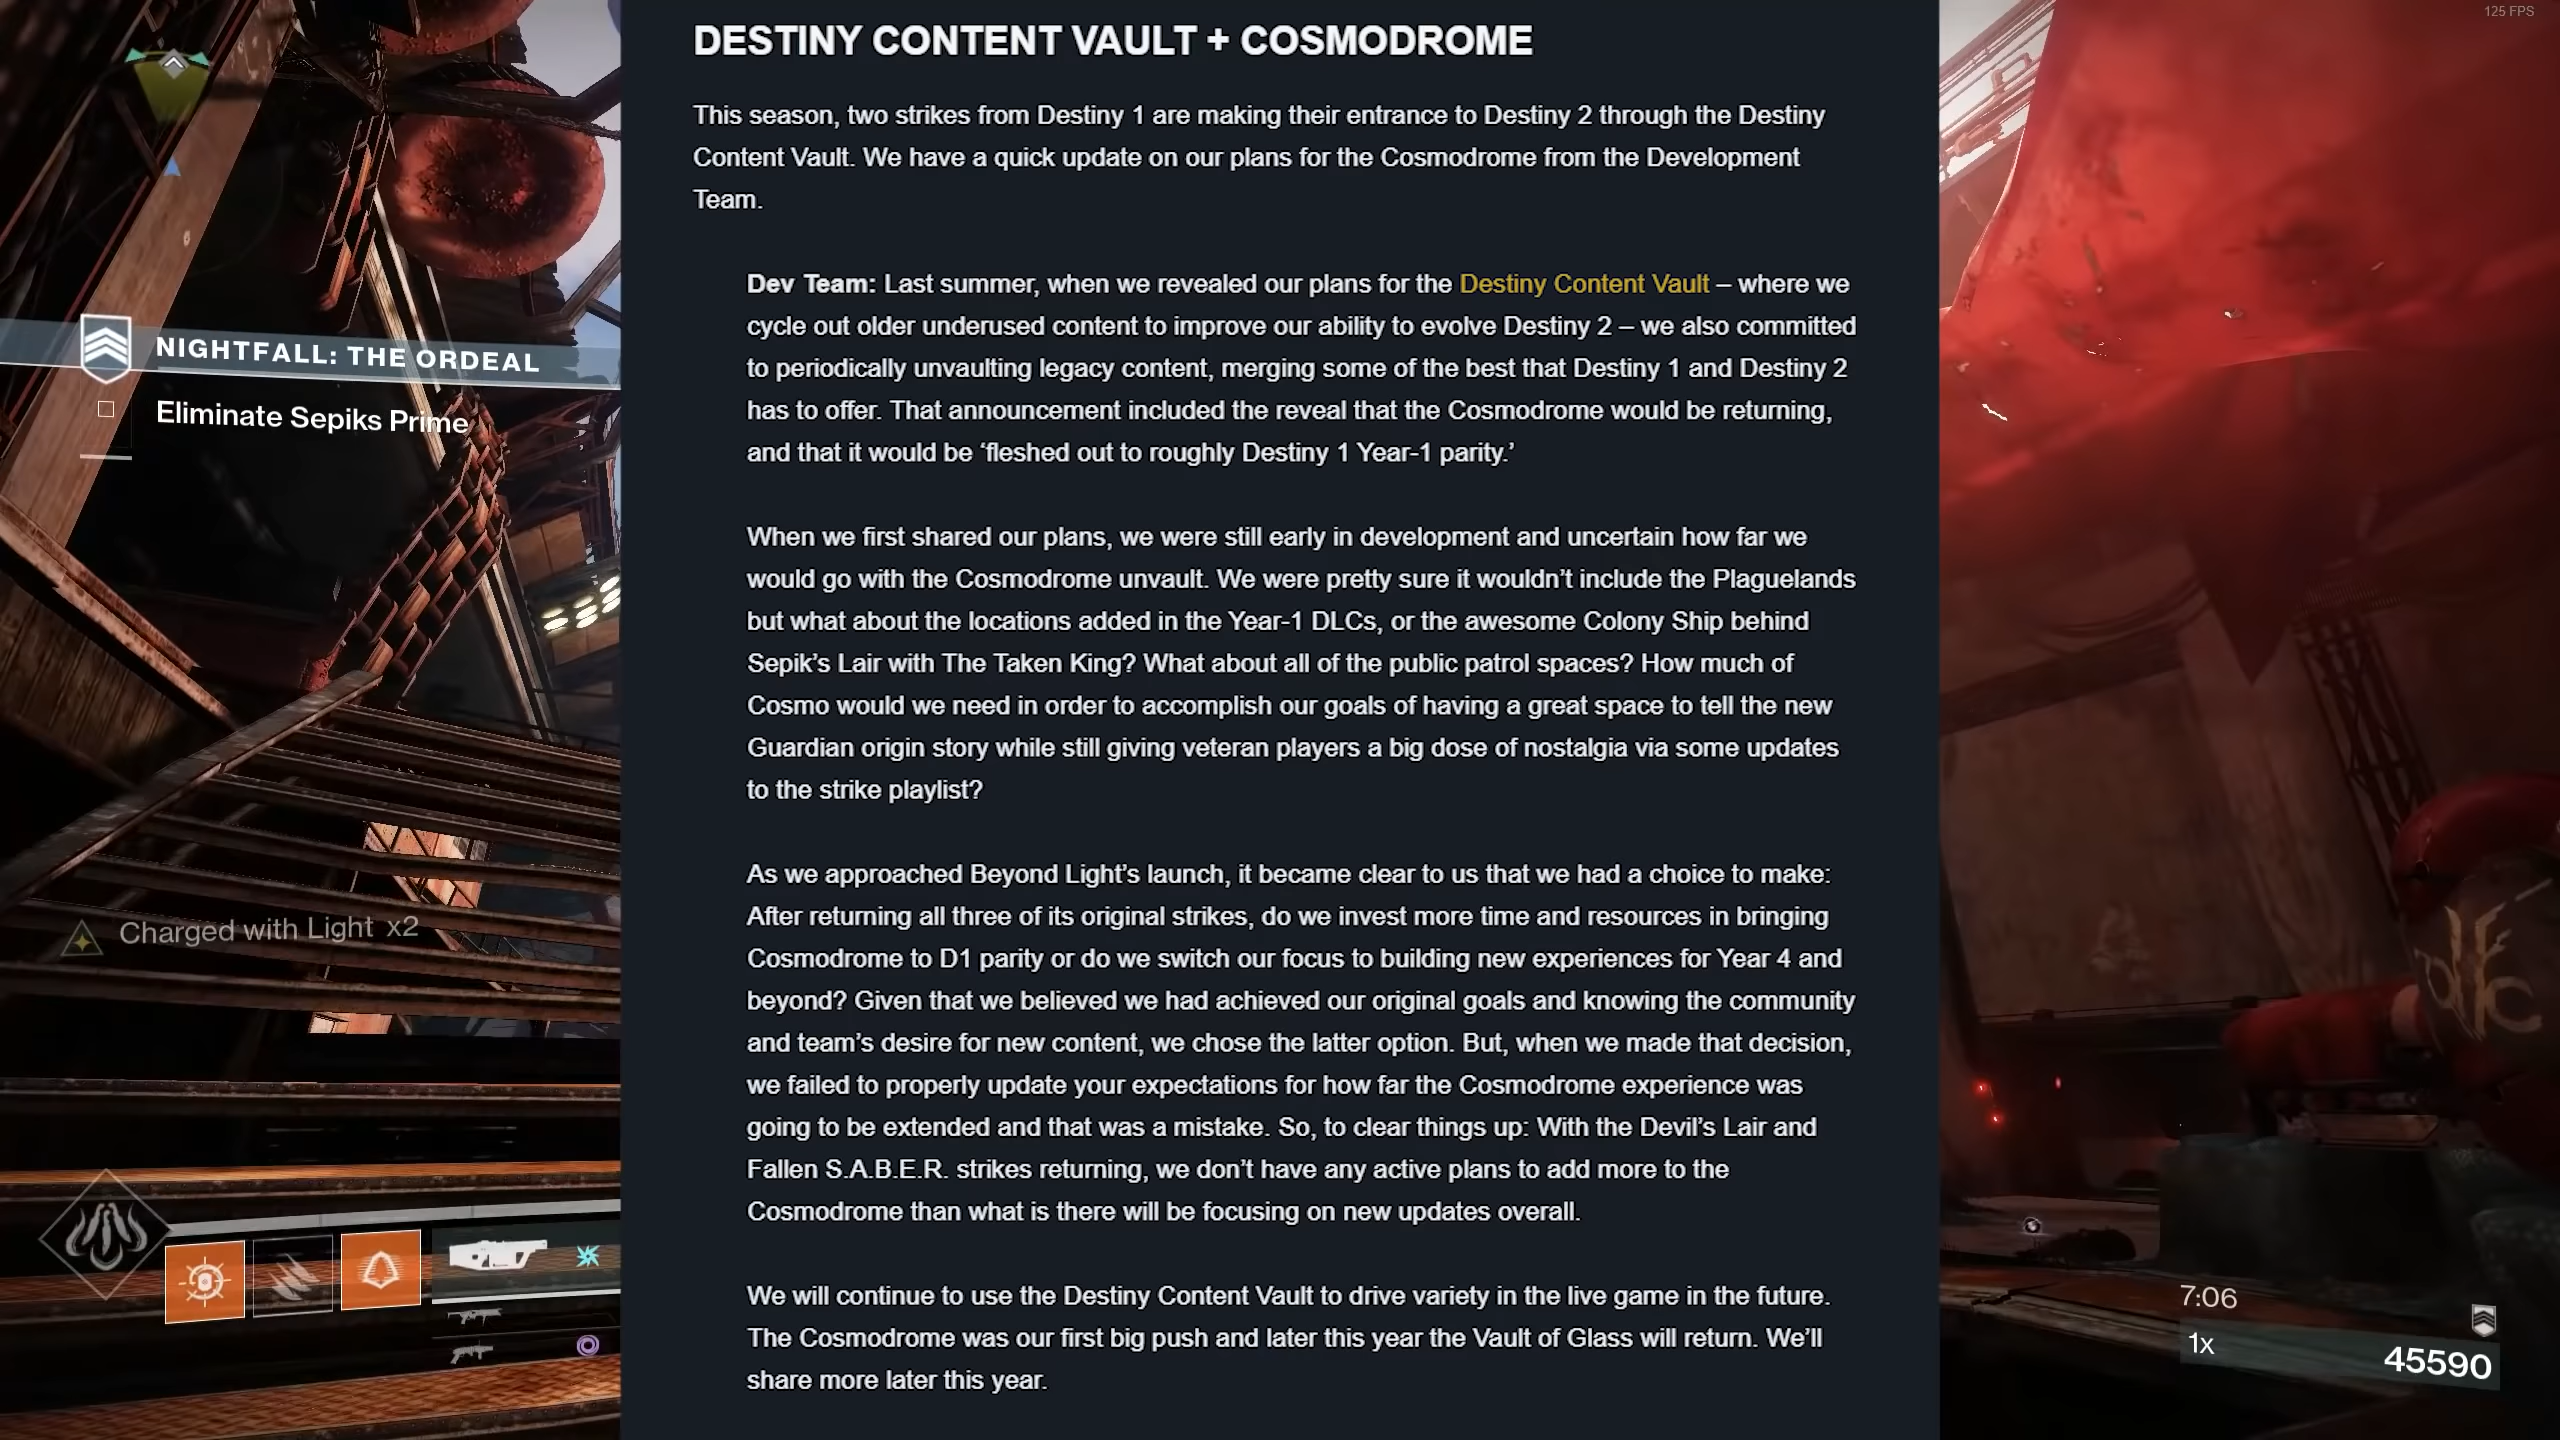 125 FPS
DESTINY CONTENT VAULT + COSMODROME
This season, two strikes from Destiny 1 are making their entrance to Destiny 2 through the Destiny
Content Vault. We have a quick update on our plans for the Cosmodrome from the Development
Team.
Dev Team: Last summer, when we revealed our plans for the Destiny Content Vault – where we
cycle out older underused content to improve our ability to evolve Destiny 2 – we also committed
to periodically unvaulting legacy content, merging some of the best that Destiny 1 and Destiny 2
has to offer. That announcement included the reveal that the Cosmodrome would be returning,
and that it would be ‘fleshed out to roughly Destiny 1 Year-1 parity.’
When we first shared our plans, we were still early in development and uncertain how far we
would go with the Cosmodrome unvault. We were pretty sure it wouldn’t include the Plaguelands
but what about the locations added in the Year-1 DLCs, or the awesome Colony Ship behind
Sepik’s Lair with The Taken King? What about all of the public patrol spaces? How much of
Cosmo would we need in order to accomplish our goals of having a great space to tell the new
Guardian origin story while still giving veteran players a big dose of nostalgia via some updates
to the strike playlist?
As we approached Beyond Light’s launch, it became clear to us that we had a choice to make:
After returning all three of its original strikes, do we invest more time and resources in bringing
Cosmodrome to D1 parity or do we switch our focus to building new experiences for Year 4 and
beyond? Given that we believed we had achieved our original goals and knowing the community
and team’s desire for new content, we chose the latter option. But, when we made that decision,
we failed to properly update your expectations for how far the Cosmodrome experience was
going to be extended and that was a mistake. So, to clear things up: With the Devil’s Lair and
Fallen S.A.B.E.R. strikes returning, we don’t have any active plans to add more to the
Cosmodrome than what is there will be focusing on new updates overall.
We will continue to use the Destiny Content Vault to drive variety in the live game in the future.
The Cosmodrome was our first big push and later this year the Vault of Glass will return. We’ll
share more later this year.
NIGHTFALL: THE ORDEAL
Eliminate Sepiks Prime
Charged with Light x2
7:06
1x
45590